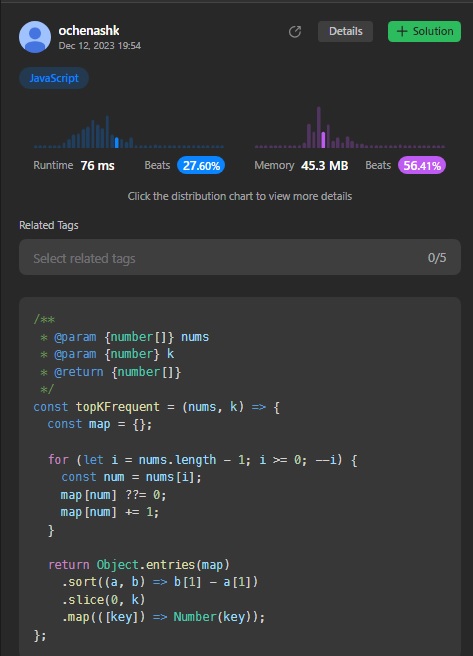 ochenashk
Dec 12, 2023 19:54
Details
+ Solution
JavaScript
Runtime 76 ms Beats 27.60%
Memory 45.3 MB Beats 56.41%
Click the distribution chart to view more details
Related Tags
Select related tags 0/5
/**
 * @param {number[]} nums
 * @param {number} k
 * @return {number[]}
 */
const topKFrequent = (nums, k) => {
  const map = {};

  for (let i = nums.length - 1; i >= 0; --i) {
    const num = nums[i];
    map[num] ??= 0;
    map[num] += 1;
  }

  return Object.entries(map)
    .sort((a, b) => b[1] - a[1])
    .slice(0, k)
    .map(([key]) => Number(key));
};